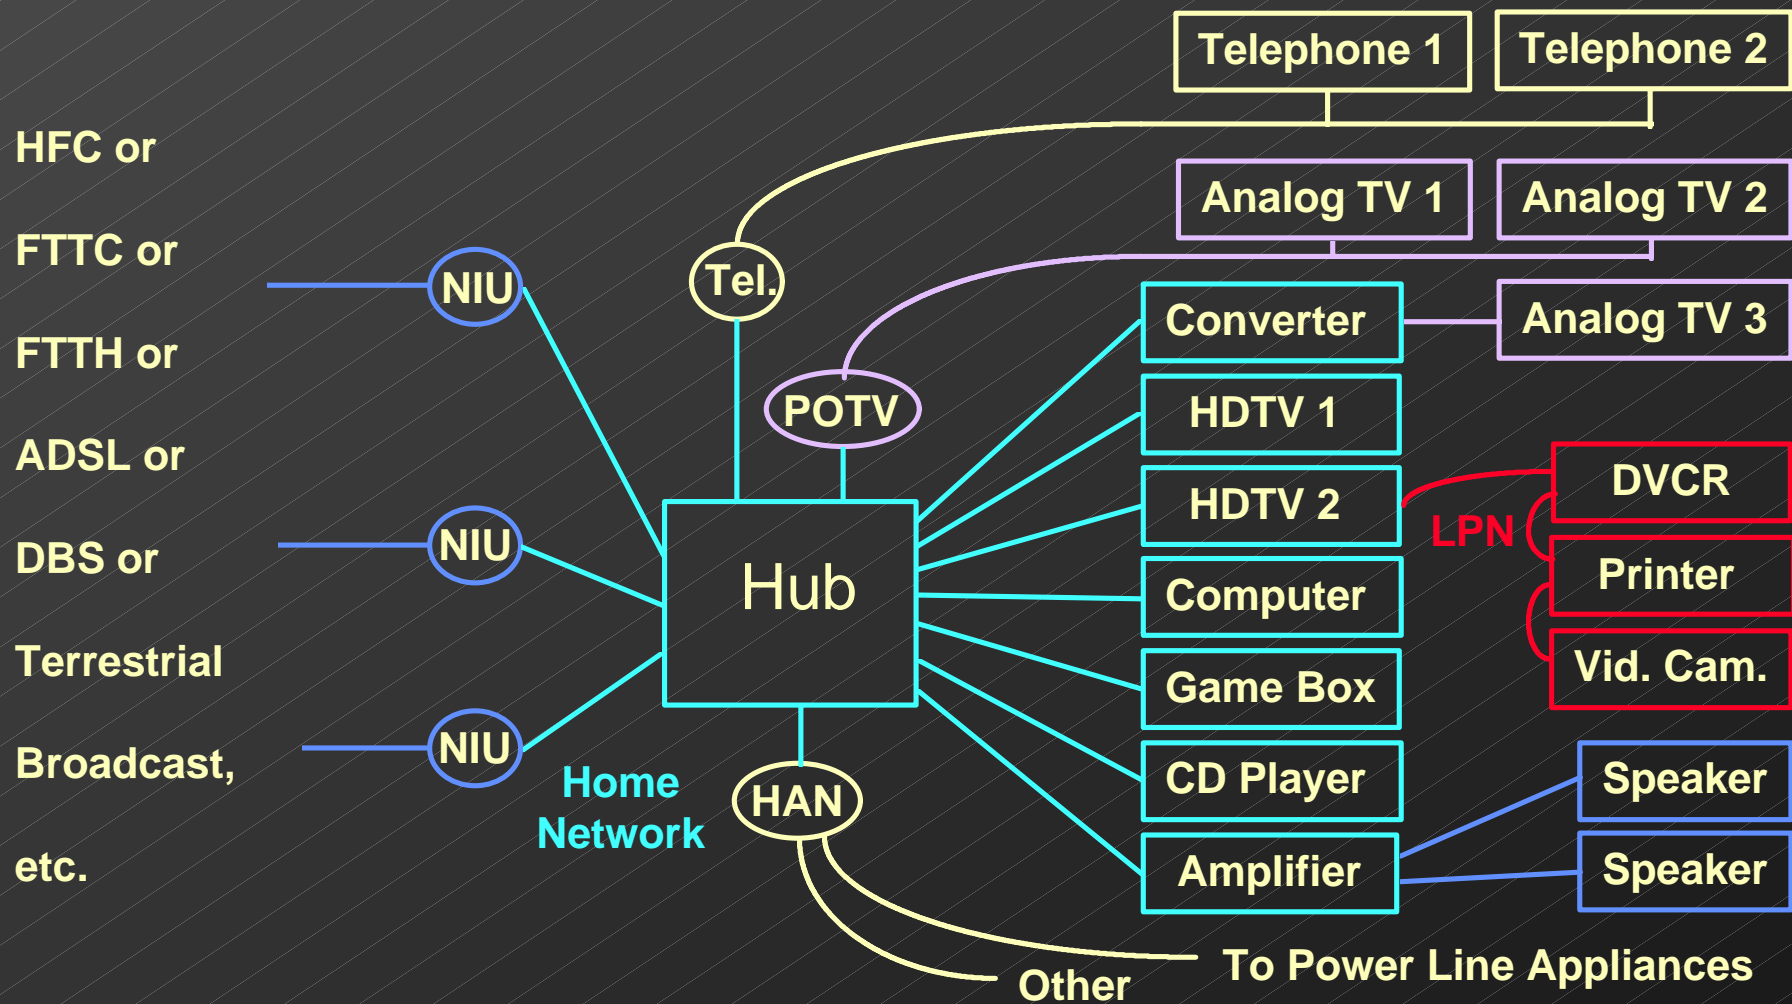 Telephone 1
Telephone 2
HFC or
FTTC or
FTTH or
ADSL or
DBS or
Terrestrial
Broadcast,
etc.
NIU
NIU
NIU
Tel.
POTV
Hub
HAN
Home
Network
Analog TV 1
Analog TV 2
Converter
Analog TV 3
HDTV 1
HDTV 2
Computer
Game Box
CD Player
Amplifier
LPN
DVCR
Printer
Vid. Cam.
Speaker
Speaker
To Power Line Appliances
Other